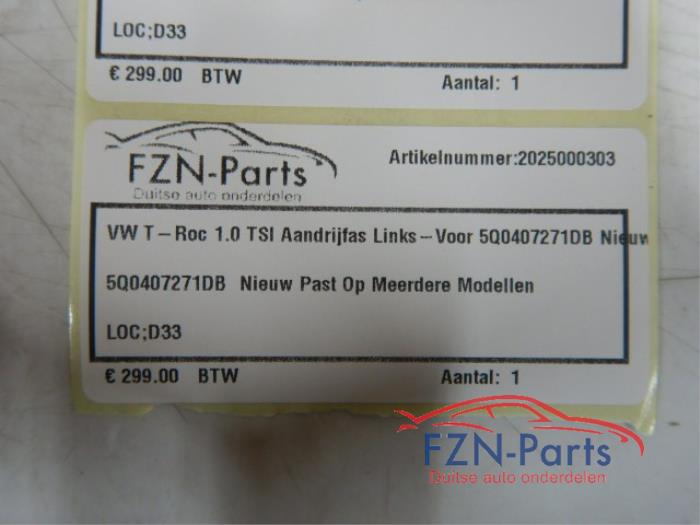 LOC;D33
€ 299.00 BTW Aantal: 1
FZN-Parts
Duitse auto onderdelen
Artikelnummer:2025000303
VW T-Roc 1.0 TSI Aandrijfas Links-Voor 5Q0407271DB Nieuw
5Q0407271DB Nieuw Past Op Meerdere Modellen
LOC;D33
€ 299.00 BTW Aantal: 1
FZN-Parts
Duitse auto onderdelen